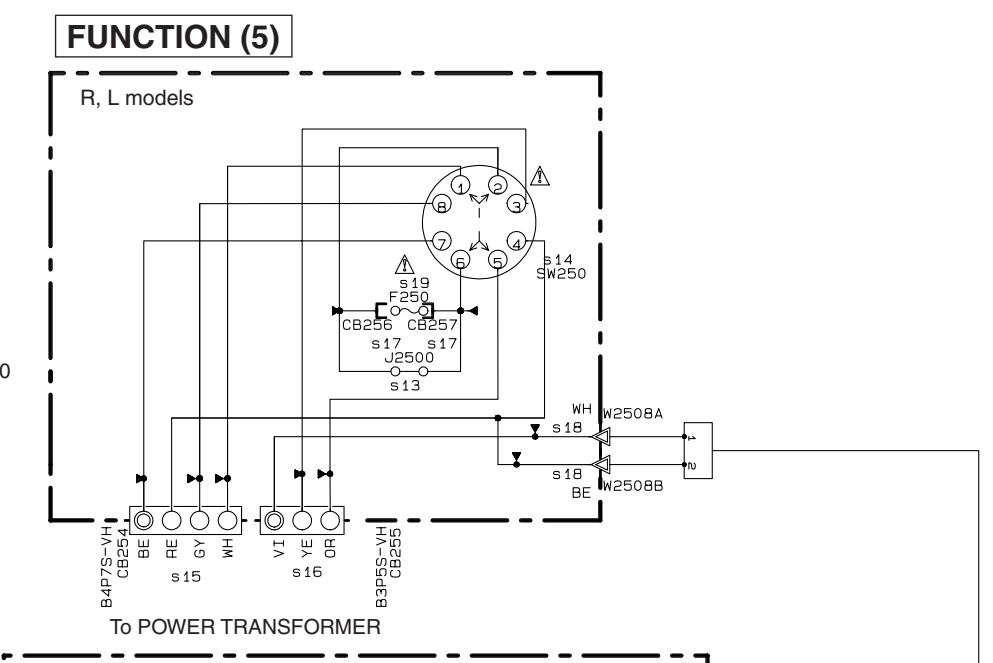 FUNCTION (5)
R, L models
1
2
8
3
7
4
6
5
s14
SW250
s19
F250
CB256
CB257
s17
s17
J2500
s13
0
WH
W2508A
s18
1
2
s18
BE
W2508B
B4P7S-VH
CB254
BE
RE
GY
WH
VI
YE
OR
B3P5S-VH
CB255
s15
s16
To POWER TRANSFORMER